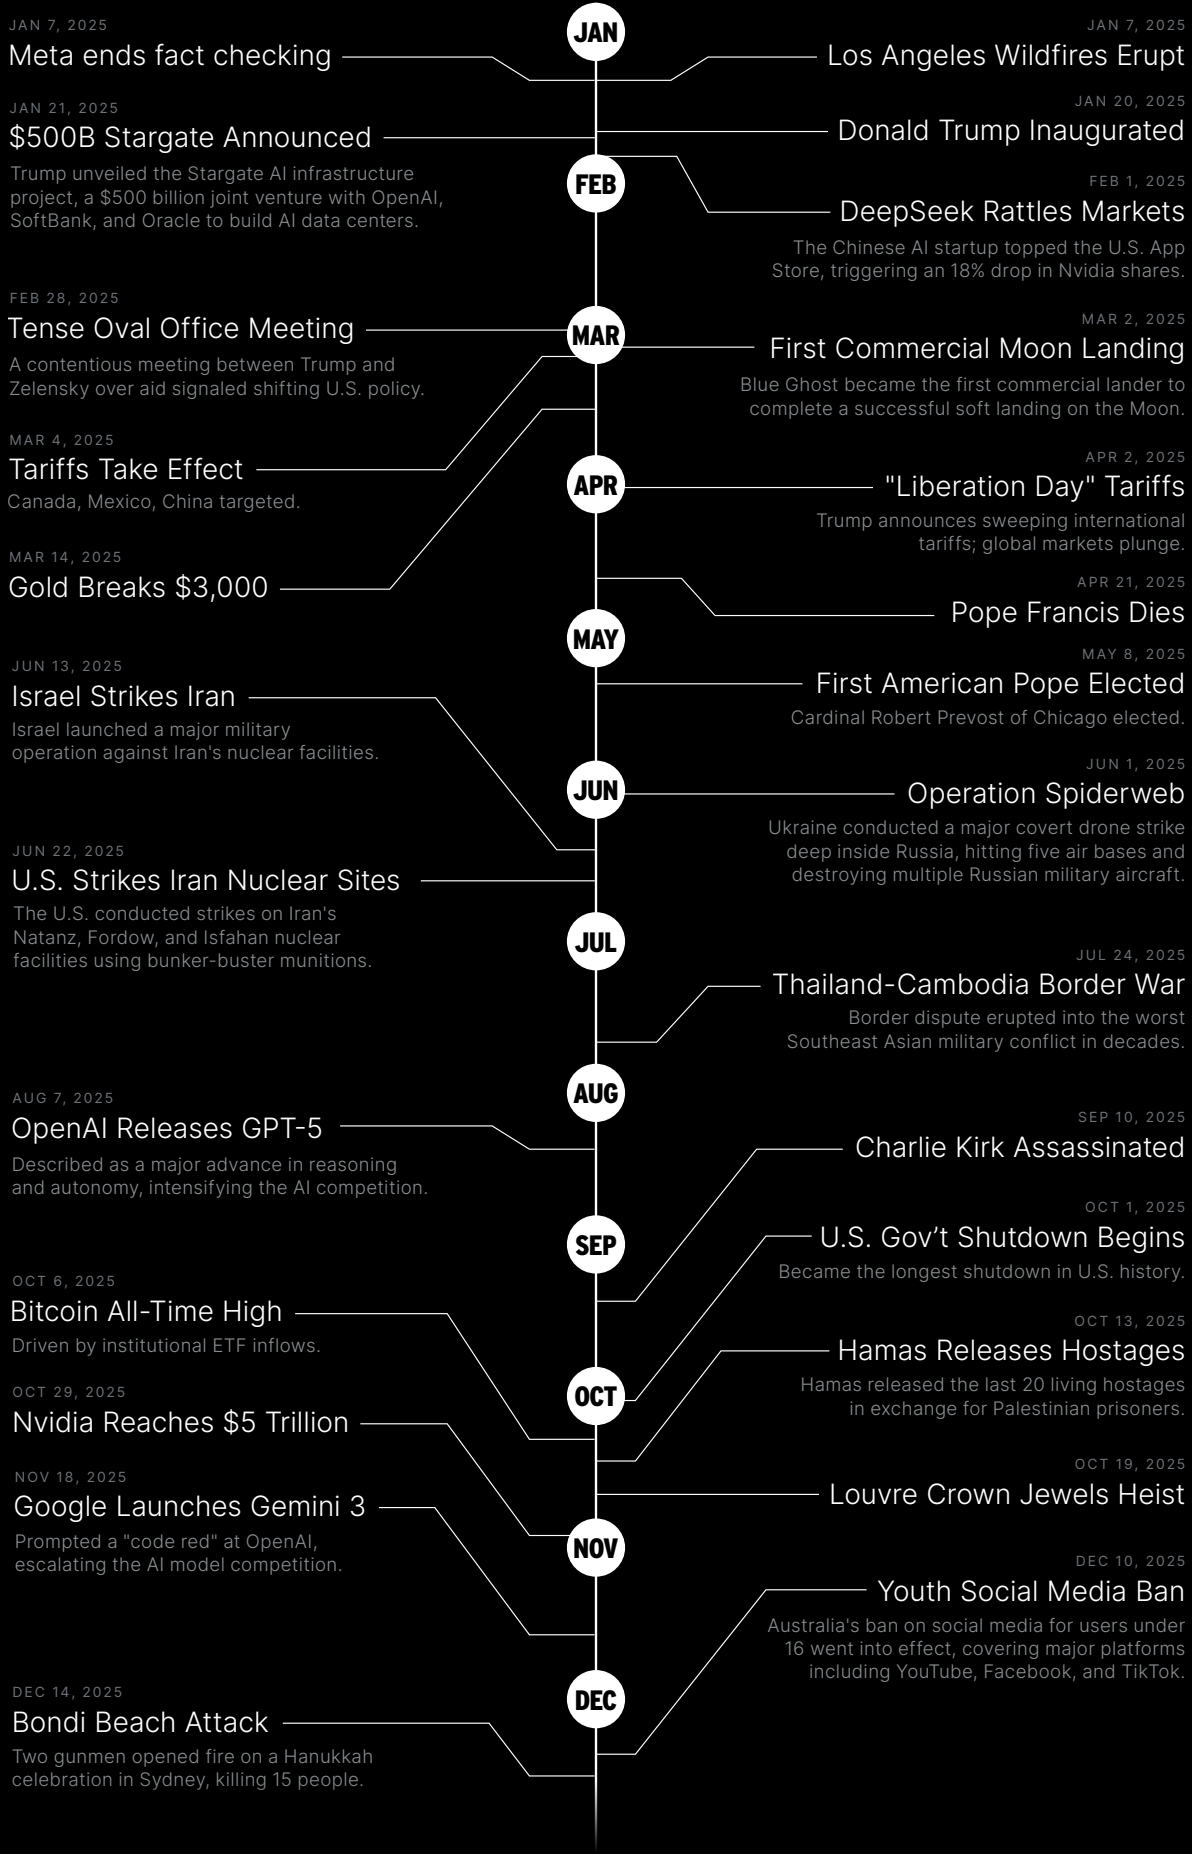 JAN
JAN 7, 2025
Meta ends fact checking
JAN 7, 2025
Los Angeles Wildfires Erupt
JAN 21, 2025
$500B Stargate Announced
Trump unveiled the Stargate AI infrastructure
project, a $500 billion joint venture with OpenAI,
SoftBank, and Oracle to build AI data centers.
JAN 20, 2025
Donald Trump Inaugurated
FEB
FEB 1, 2025
DeepSeek Rattles Markets
The Chinese AI startup topped the U.S. App
Store, triggering an 18% drop in Nvidia shares.
FEB 28, 2025
Tense Oval Office Meeting
A contentious meeting between Trump and
Zelensky over aid signaled shifting U.S. policy.
MAR
MAR 2, 2025
First Commercial Moon Landing
Blue Ghost became the first commercial lander to
complete a successful soft landing on the Moon.
MAR 4, 2025
Tariffs Take Effect
Canada, Mexico, China targeted.
MAR 14, 2025
Gold Breaks $3,000
APR
APR 2, 2025
"Liberation Day" Tariffs
Trump announces sweeping international
tariffs; global markets plunge.
APR 21, 2025
Pope Francis Dies
MAY
MAY 8, 2025
First American Pope Elected
Cardinal Robert Prevost of Chicago elected.
JUN 13, 2025
Israel Strikes Iran
Israel launched a major military
operation against Iran's nuclear facilities.
JUN
JUN 1, 2025
Operation Spiderweb
Ukraine conducted a major covert drone strike
deep inside Russia, hitting five air bases and
destroying multiple Russian military aircraft.
JUN 22, 2025
U.S. Strikes Iran Nuclear Sites
The U.S. conducted strikes on Iran's
Natanz, Fordow, and Isfahan nuclear
facilities using bunker-buster munitions.
JUL
JUL 24, 2025
Thailand-Cambodia Border War
Border dispute erupted into the worst
Southeast Asian military conflict in decades.
AUG
AUG 7, 2025
OpenAI Releases GPT-5
Described as a major advance in reasoning
and autonomy, intensifying the AI competition.
SEP 10, 2025
Charlie Kirk Assassinated
SEP
OCT 1, 2025
U.S. Gov’t Shutdown Begins
Became the longest shutdown in U.S. history.
OCT 6, 2025
Bitcoin All-Time High
Driven by institutional ETF inflows.
OCT 13, 2025
Hamas Releases Hostages
Hamas released the last 20 living hostages
in exchange for Palestinian prisoners.
OCT
OCT 29, 2025
Nvidia Reaches $5 Trillion
OCT 19, 2025
Louvre Crown Jewels Heist
NOV 18, 2025
Google Launches Gemini 3
Prompted a "code red" at OpenAI,
escalating the AI model competition.
NOV
DEC 10, 2025
Youth Social Media Ban
Australia's ban on social media for users under
16 went into effect, covering major platforms
including YouTube, Facebook, and TikTok.
DEC
DEC 14, 2025
Bondi Beach Attack
Two gunmen opened fire on a Hanukkah
celebration in Sydney, killing 15 people.